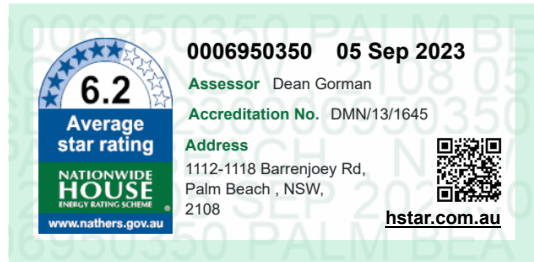 0006950350 05 Sep 2023
Assessor Dean Gorman
Accreditation No. DMN/13/1645
Address
1112-1118 Barrenjoey Rd,
Palm Beach , NSW,
2108
hstar.com.au
6.2
Average
star rating
NATIONWIDE
HOUSE
ENERGY RATING SCHEME ®
www.nathers.gov.au